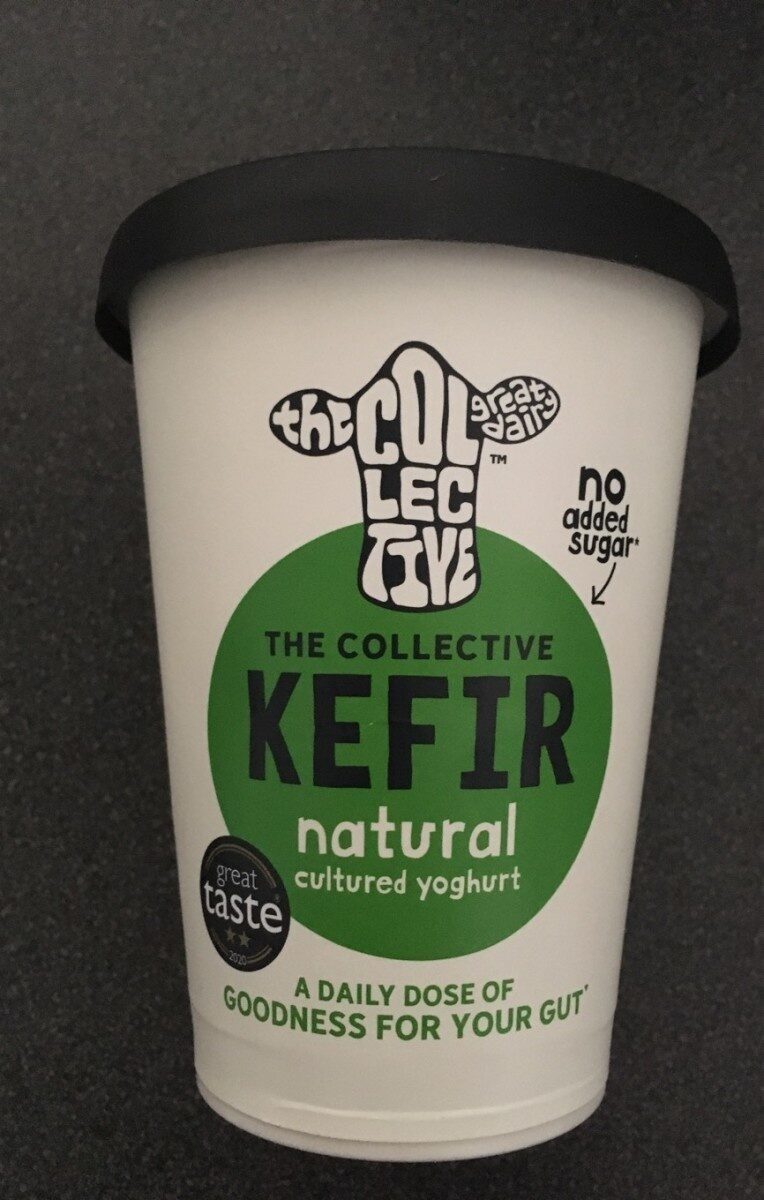 the COL great
dairy
LEC
TIVE
TM
no
added
sugar*
THE COLLECTIVE
KEFIR
natural
cultured yoghurt
great
taste®
2020
A DAILY DOSE OF
GOODNESS FOR YOUR GUT*